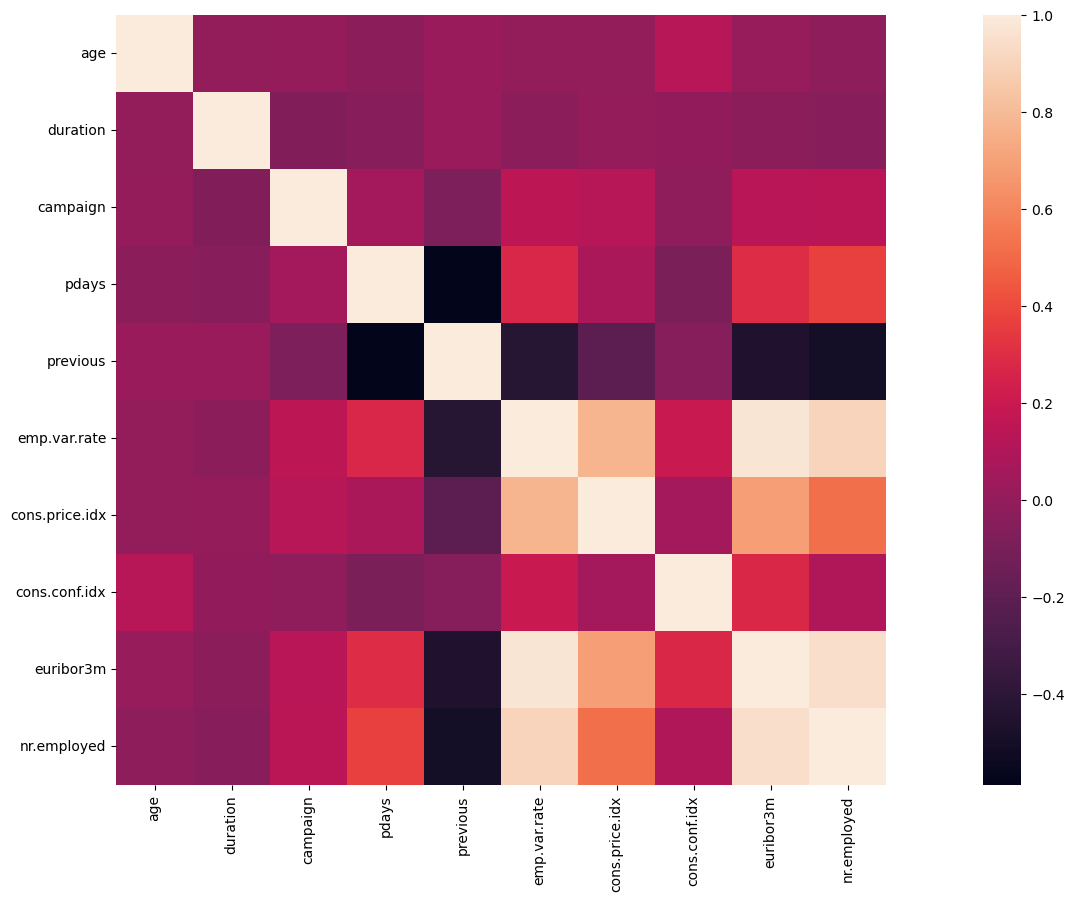 age
duration
campaign
pdays
previous
emp.var.rate
cons.price.idx
cons.conf.idx
euribor3m
nr.employed
age
duration
campaign
pdays
previous
emp.var.rate
cons.price.idx
cons.conf.idx
euribor3m
nr.employed
1.0
0.8
0.6
0.4
0.2
0.0
−0.2
−0.4